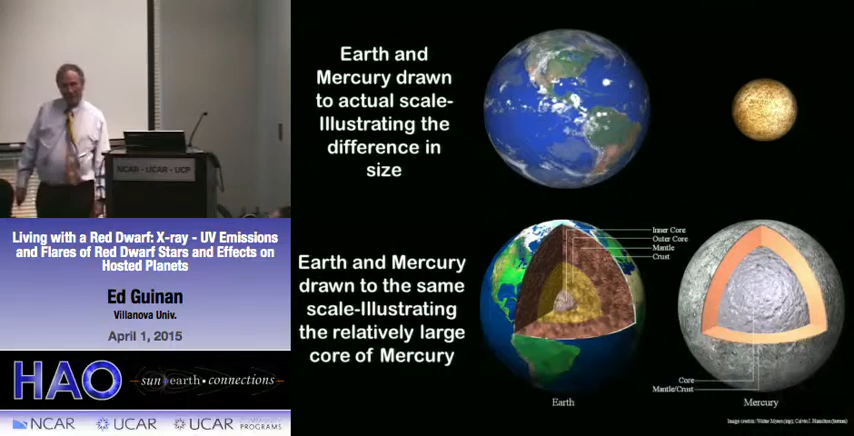 NCAR - UCAR - UCP
Living with a Red Dwarf: X-ray - UV Emissions
and Flares of Red Dwarf Stars and Effects on
Hosted Planets
Ed Guinan
Villanova Univ.
April 1, 2015
HAO
sun earth • connections
NCAR
UCAR
UCAR PROGRAMS
Earth and
Mercury drawn
to actual scale-
Illustrating the
difference in
size
Earth and Mercury
drawn to the same
scale-Illustrating
the relatively large
core of Mercury
Inner Core
Outer Core
Mantle
Crust
Earth
Core
Mantle/Crust
Mercury